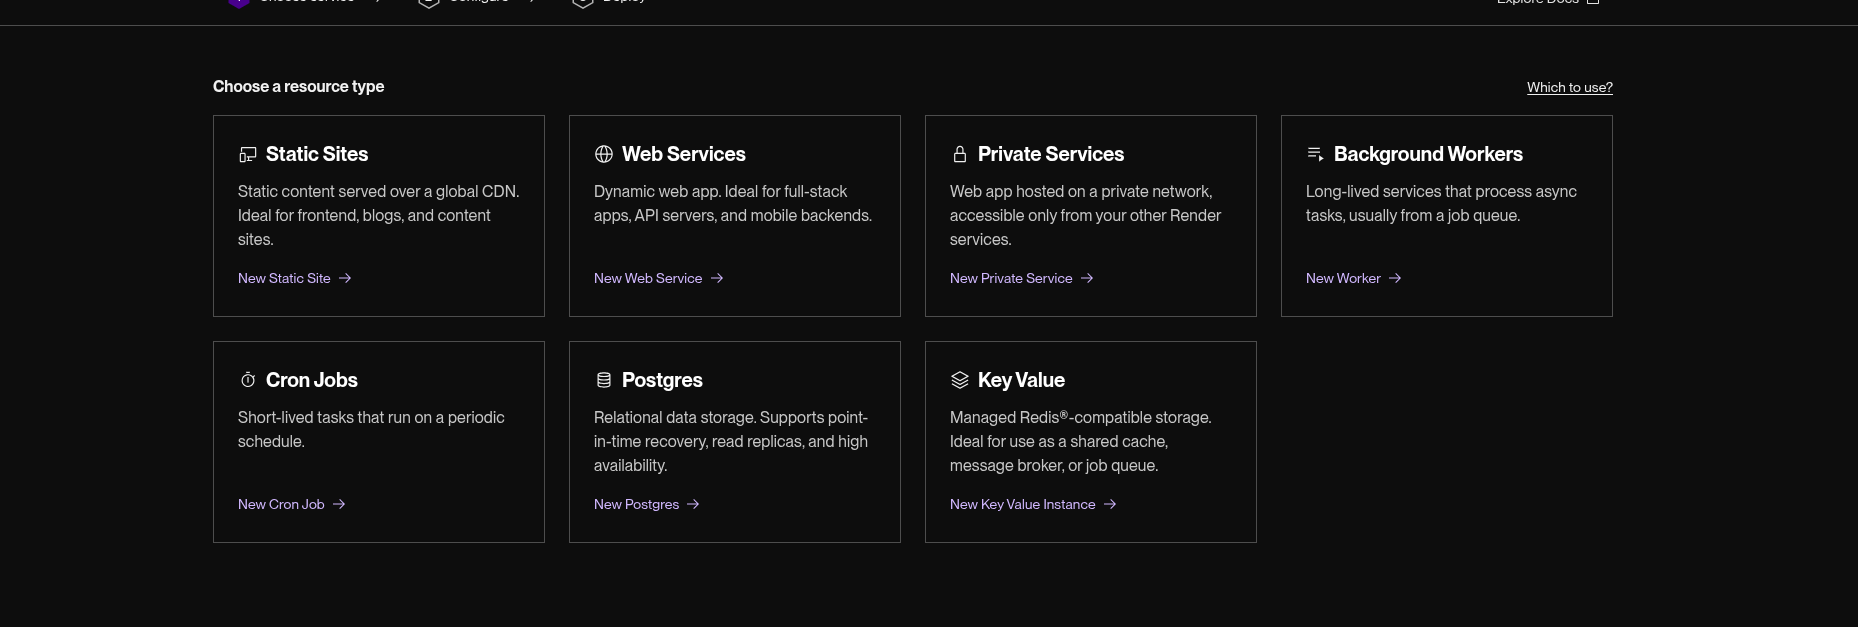 Choose service
Configure
Deploy
Explore Docs
Choose a resource type
Which to use?
Static Sites
Static content served over a global CDN.
Ideal for frontend, blogs, and content
sites.
New Static Site
Web Services
Dynamic web app. Ideal for full-stack
apps, API servers, and mobile backends.
New Web Service
Private Services
Web app hosted on a private network,
accessible only from your other Render
services.
New Private Service
Background Workers
Long-lived services that process async
tasks, usually from a job queue.
New Worker
Cron Jobs
Short-lived tasks that run on a periodic
schedule.
New Cron Job
Postgres
Relational data storage. Supports point-
in-time recovery, read replicas, and high
availability.
New Postgres
Key Value
Managed Redis®-compatible storage.
Ideal for use as a shared cache,
message broker, or job queue.
New Key Value Instance